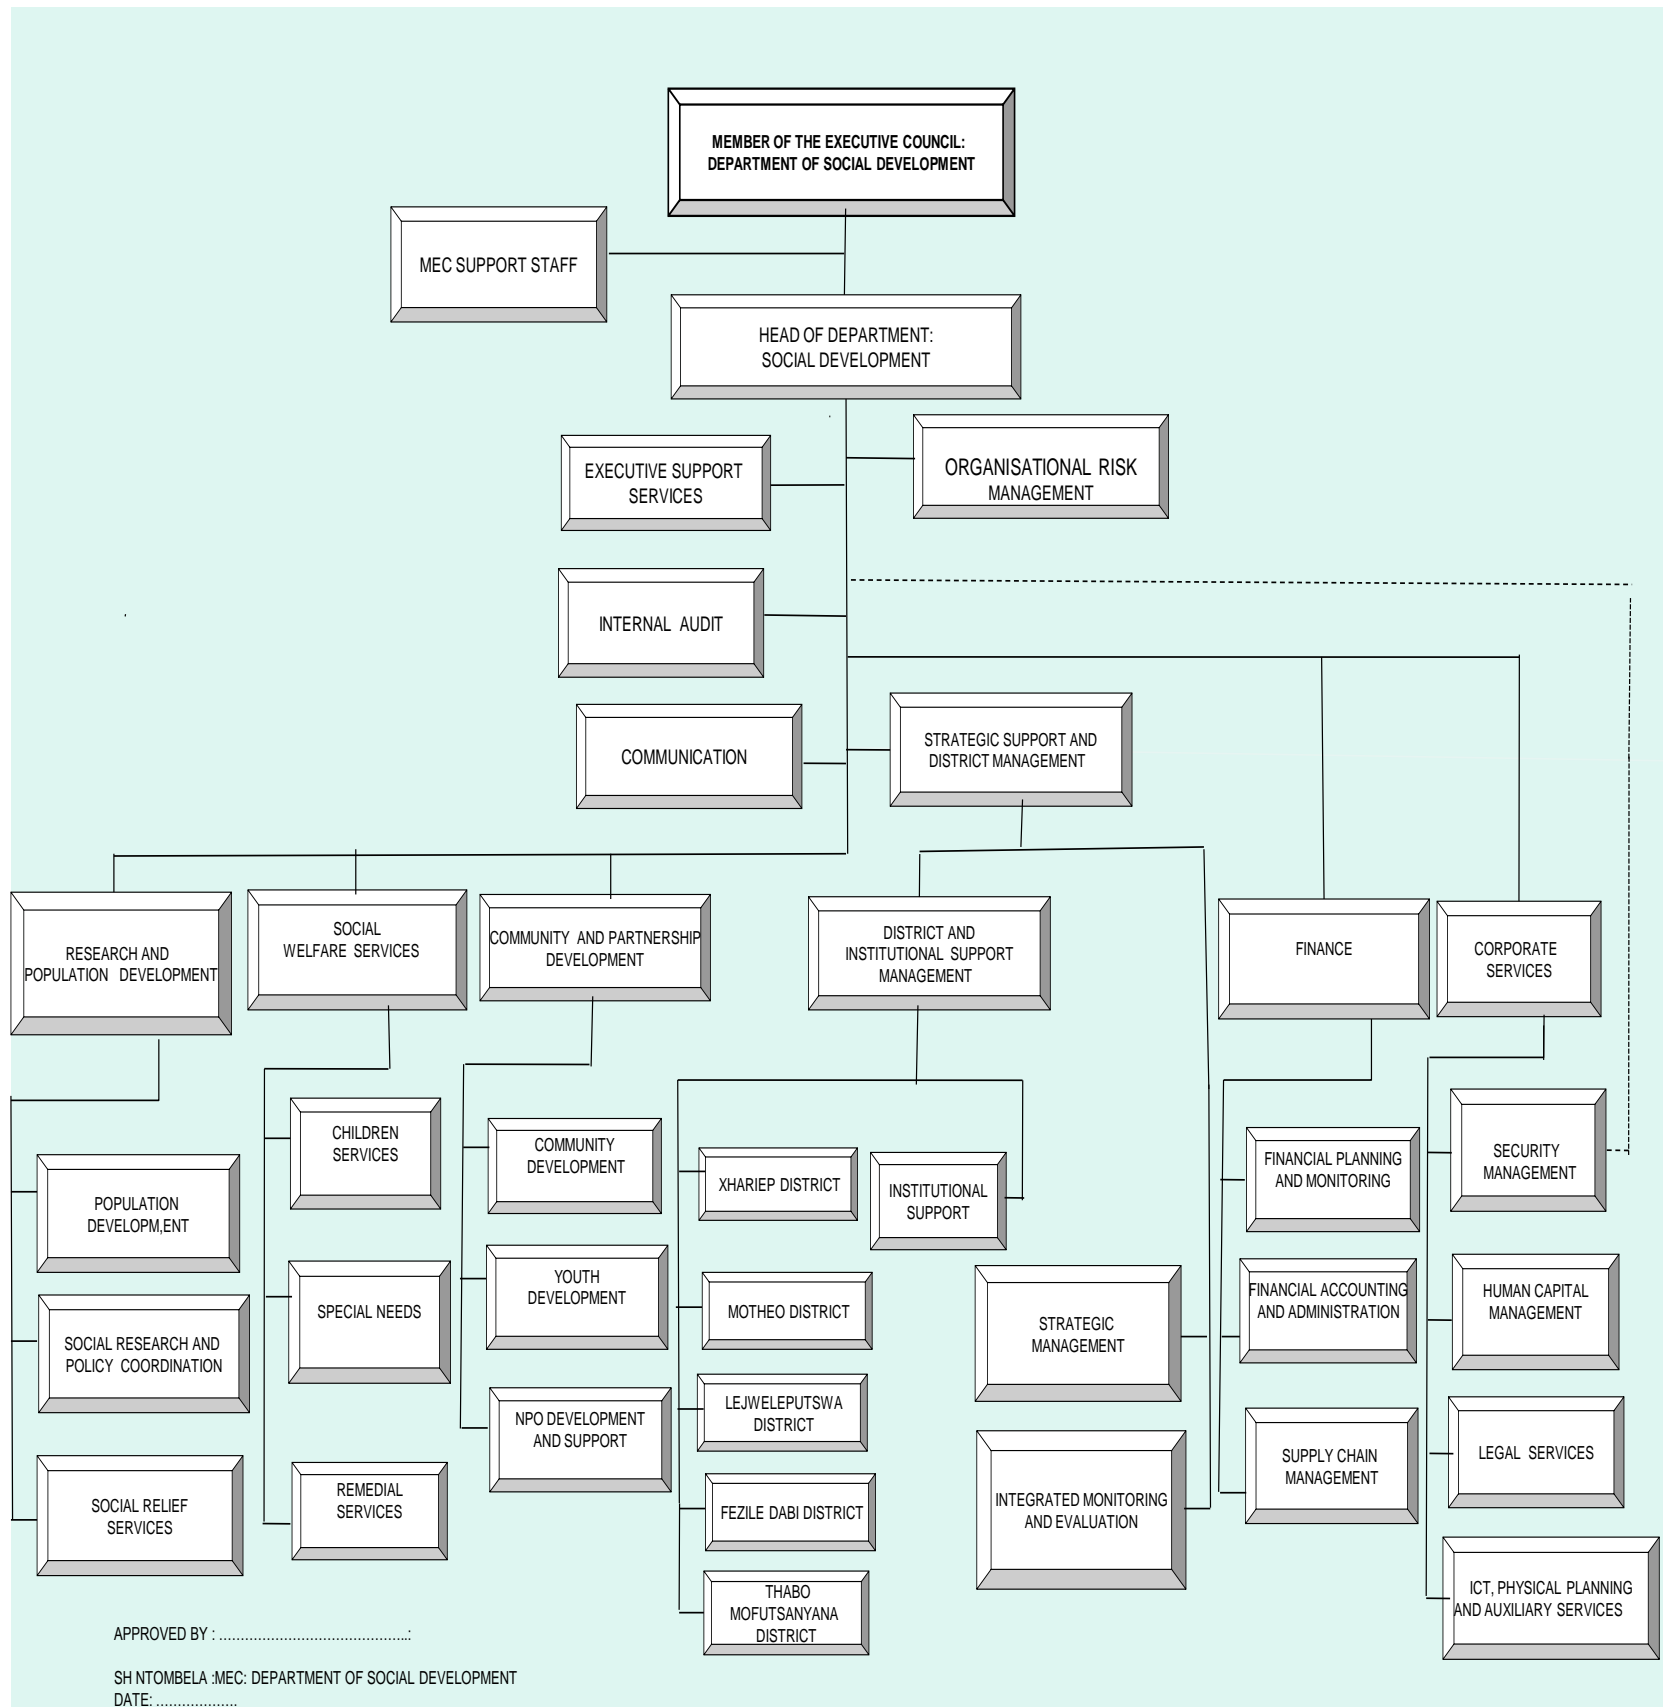 MEMBER OF THE EXECUTIVE COUNCIL:
DEPARTMENT OF SOCIAL DEVELOPMENT
MEC SUPPORT STAFF
HEAD OF DEPARTMENT:
SOCIAL DEVELOPMENT
EXECUTIVE SUPPORT
SERVICES
ORGANISATIONAL RISK
MANAGEMENT
INTERNAL AUDIT
COMMUNICATION
STRATEGIC SUPPORT AND
DISTRICT MANAGEMENT
RESEARCH AND
POPULATION DEVELOPMENT
SOCIAL
WELFARE SERVICES
COMMUNITY AND PARTNERSHIP
DEVELOPMENT
DISTRICT AND
INSTITUTIONAL SUPPORT
MANAGEMENT
FINANCE
CORPORATE
SERVICES
POPULATION
DEVELOPM,ENT
SOCIAL RESEARCH AND
POLICY COORDINATION
SOCIAL RELIEF
SERVICES
CHILDREN
SERVICES
SPECIAL NEEDS
REMEDIAL
SERVICES
COMMUNITY
DEVELOPMENT
YOUTH
DEVELOPMENT
NPO DEVELOPMENT
AND SUPPORT
XHARIEP DISTRICT
MOTHEO DISTRICT
LEJWELEPUTSWA
DISTRICT
FEZILE DABI DISTRICT
THABO
MOFUTSANYANA
DISTRICT
INSTITUTIONAL
SUPPORT
STRATEGIC
MANAGEMENT
INTEGRATED MONITORING
AND EVALUATION
FINANCIAL PLANNING
AND MONITORING
FINANCIAL ACCOUNTING
AND ADMINISTRATION
SUPPLY CHAIN
MANAGEMENT
SECURITY
MANAGEMENT
HUMAN CAPITAL
MANAGEMENT
LEGAL SERVICES
ICT, PHYSICAL PLANNING
AND AUXILIARY SERVICES
APPROVED BY : ……………………………………..:
SH NTOMBELA :MEC: DEPARTMENT OF SOCIAL DEVELOPMENT
DATE: ……………….